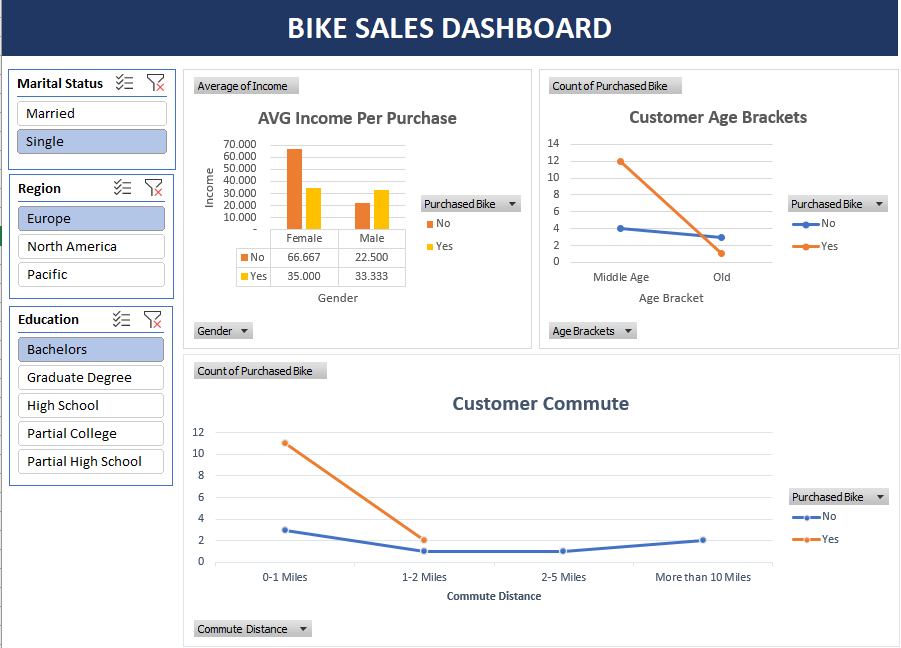 BIKE SALES DASHBOARD
Marital Status
Married
Single
Region
Europe
North America
Pacific
Education
Bachelors
Graduate Degree
High School
Partial College
Partial High School
Average of Income
AVG Income Per Purchase
Income
70.000
60.000
50.000
40.000
30.000
20.000
10.000
-
Female Male
No 66.667 22.500
Yes 35.000 33.333
Gender
Purchased Bike
No
Yes
Gender
Count of Purchased Bike
Customer Age Brackets
14
12
10
8
6
4
2
0
Middle Age Old
Age Bracket
Purchased Bike
No
Yes
Age Brackets
Count of Purchased Bike
Customer Commute
12
10
8
6
4
2
0
0-1 Miles 1-2 Miles 2-5 Miles More than 10 Miles
Commute Distance
Purchased Bike
No
Yes
Commute Distance